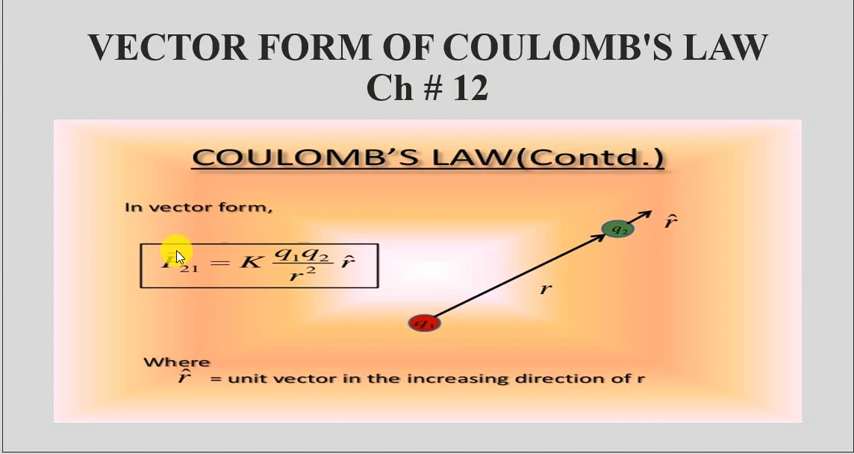 VECTOR FORM OF COULOMB'S LAW
Ch # 12
COULOMB'S LAW(Contd.)
In vector form,
F₂₁ = K q₁q₂ / r² r̂
q₂
r̂
r
q₁
Where
r̂ = unit vector in the increasing direction of r